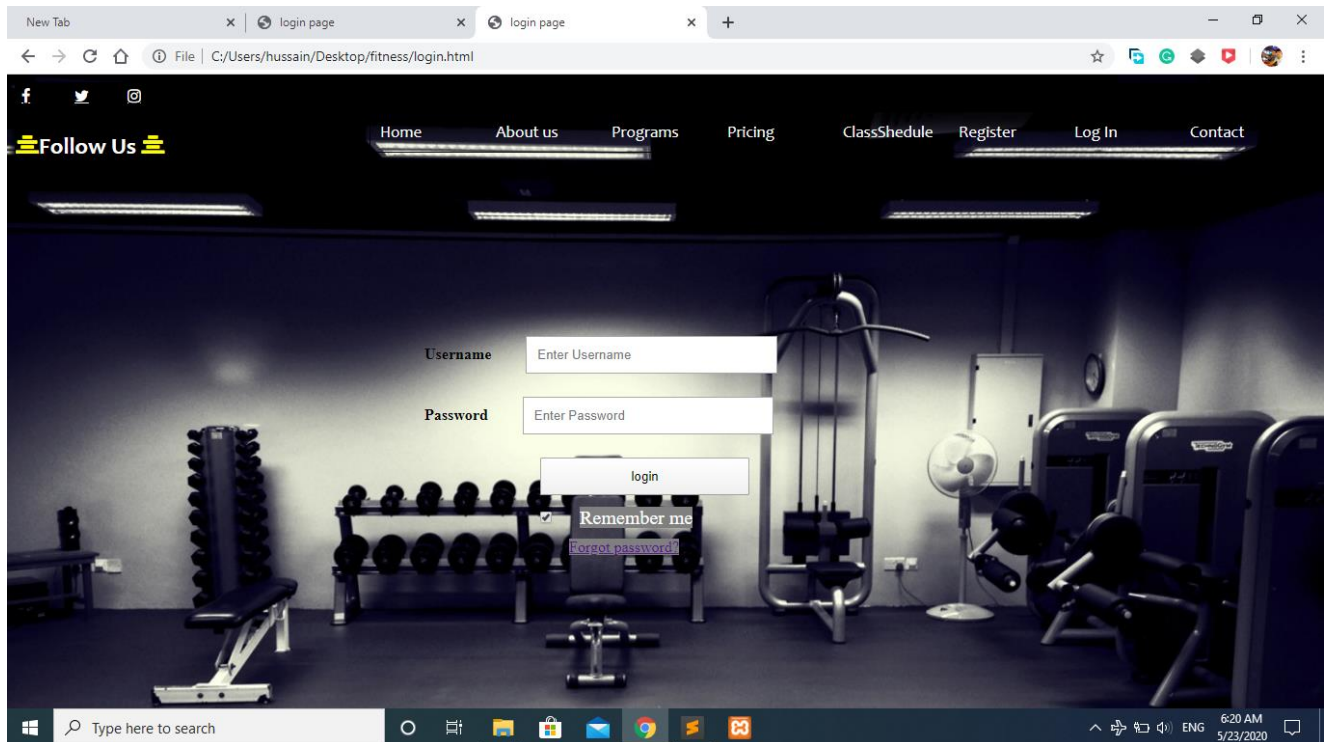 New Tab
login page
login page
File
C:/Users/hussain/Desktop/fitness/login.html
Follow Us
Home
About us
Programs
Pricing
ClassShedule
Register
Log In
Contact
Username
Enter Username
Password
Enter Password
login
Remember me
Forgot password?
Type here to search
ENG
6:20 AM
5/23/2020